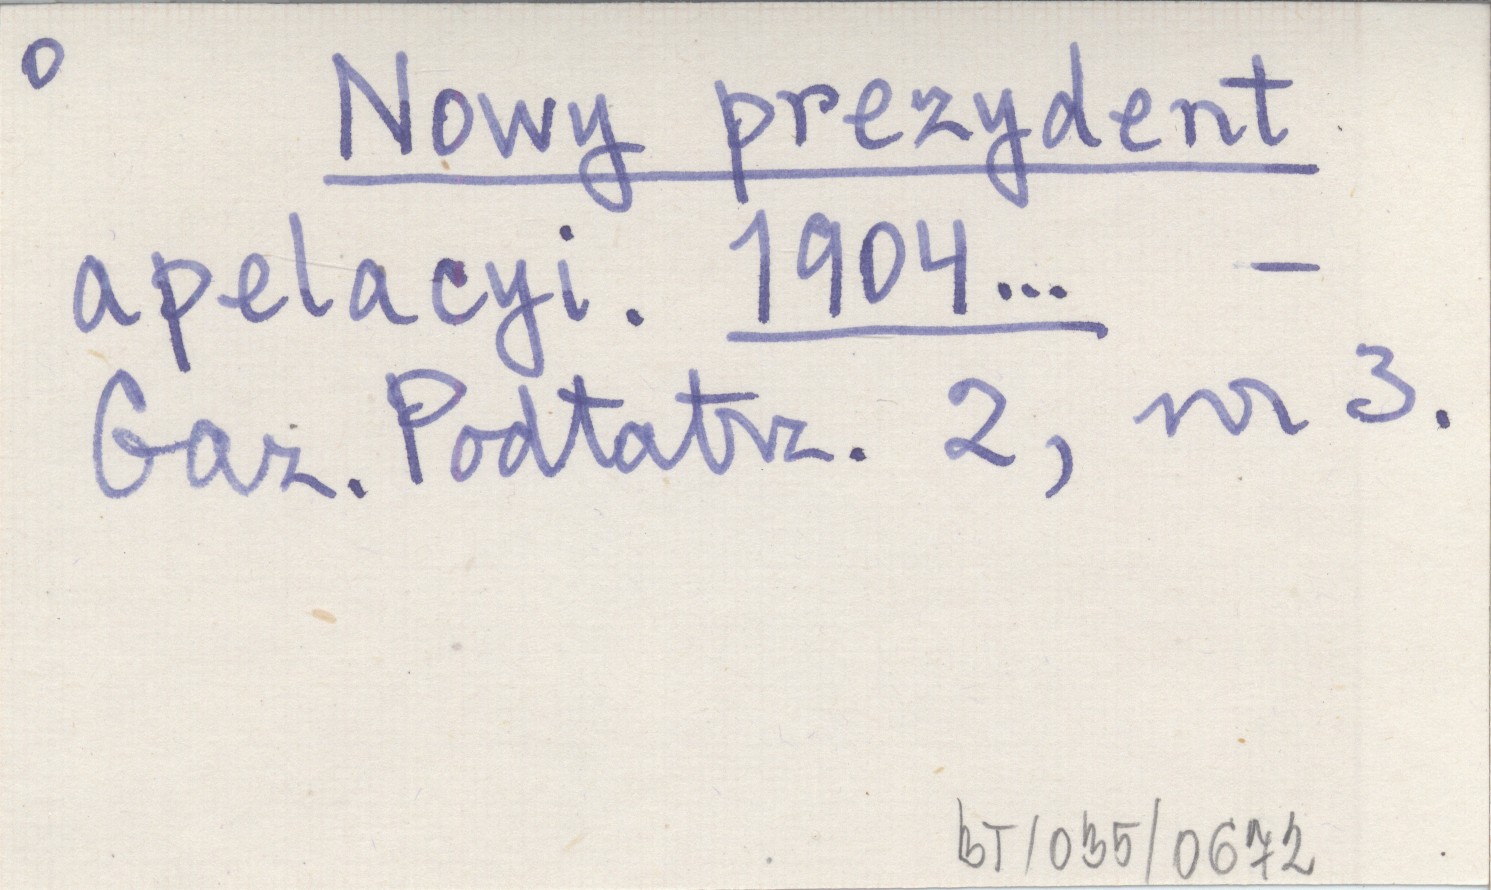 o Nowy prezydent
apelacyi. 1904... –
Gaz. Podtatrz. 2, nr 3.
BT/035/0672